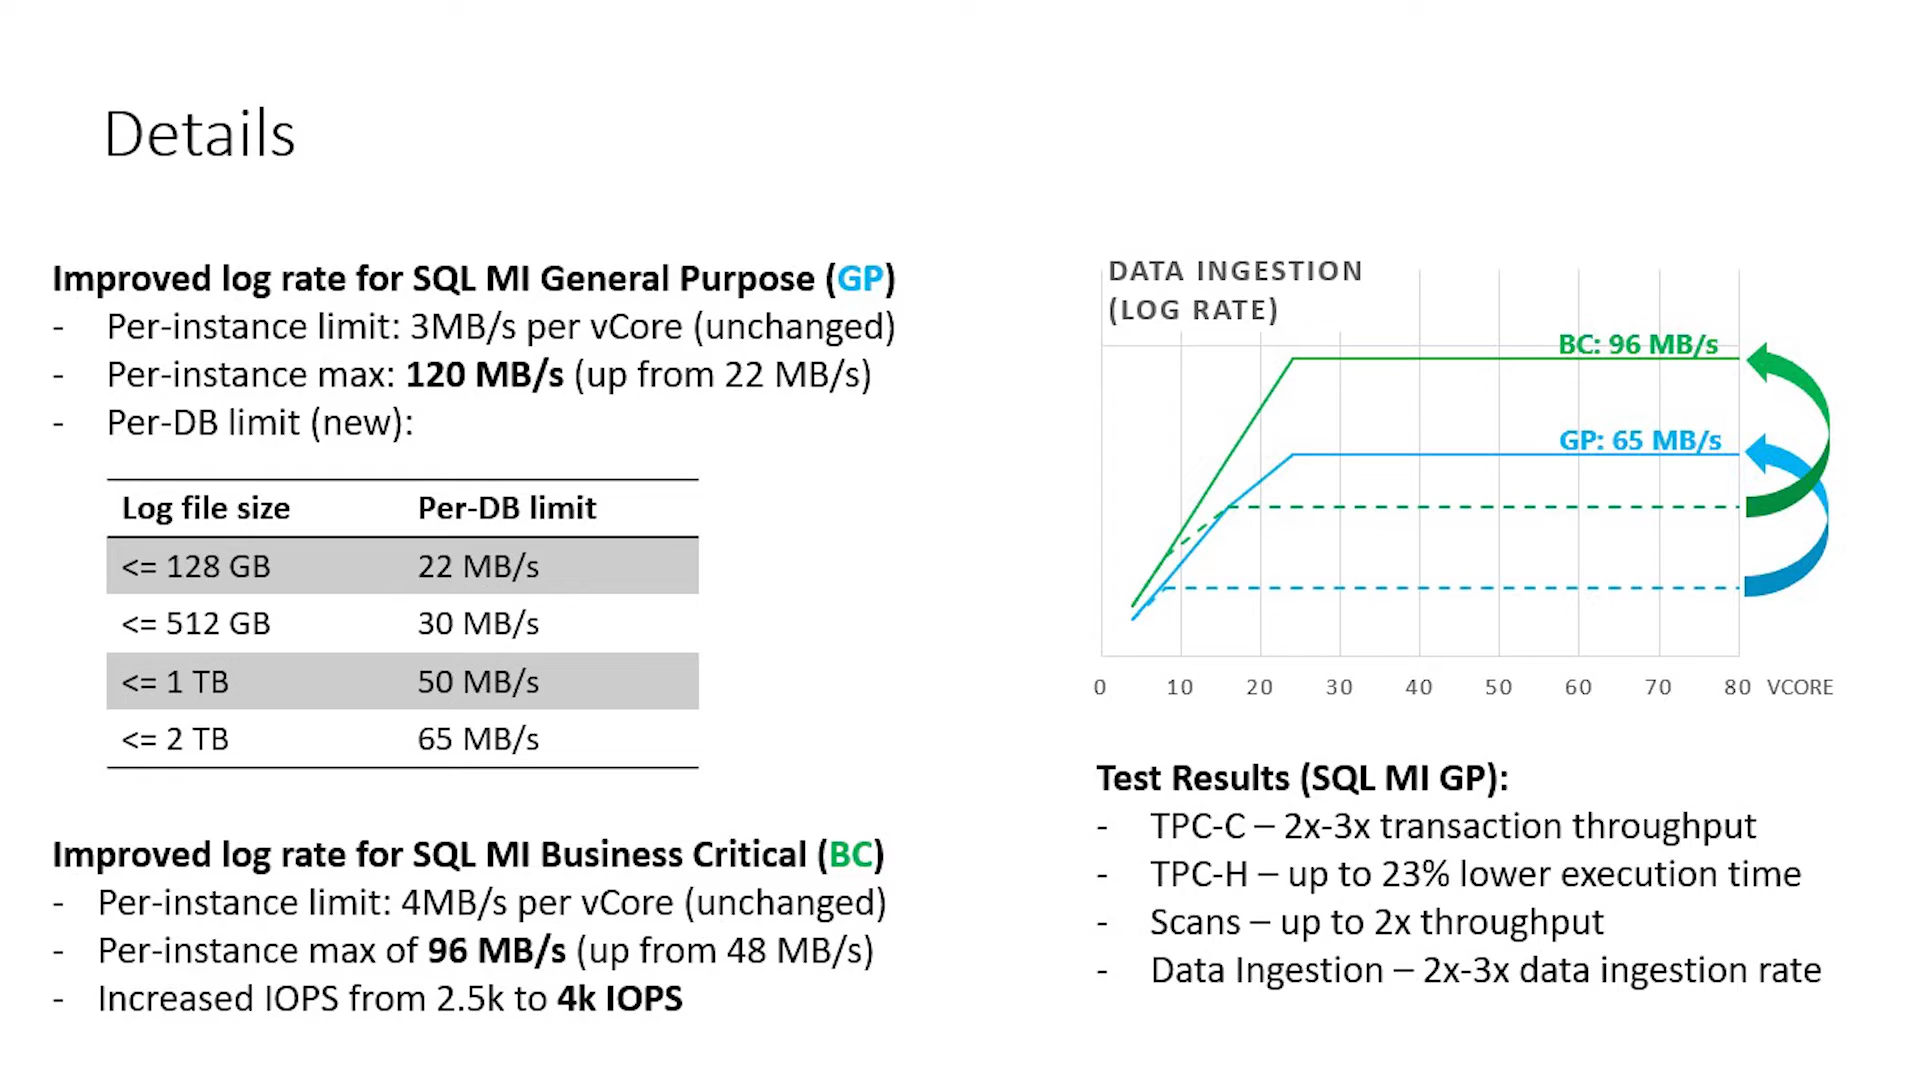 Details
Improved log rate for SQL MI General Purpose (GP)
- Per-instance limit: 3MB/s per vCore (unchanged)
- Per-instance max: 120 MB/s (up from 22 MB/s)
- Per-DB limit (new):
Log file size Per-DB limit
<= 128 GB 22 MB/s
<= 512 GB 30 MB/s
<= 1 TB 50 MB/s
<= 2 TB 65 MB/s
Improved log rate for SQL MI Business Critical (BC)
- Per-instance limit: 4MB/s per vCore (unchanged)
- Per-instance max of 96 MB/s (up from 48 MB/s)
- Increased IOPS from 2.5k to 4k IOPS
DATA INGESTION
(LOG RATE)
BC: 96 MB/s
GP: 65 MB/s
0 10 20 30 40 50 60 70 80 VCORE
Test Results (SQL MI GP):
- TPC-C – 2x-3x transaction throughput
- TPC-H – up to 23% lower execution time
- Scans – up to 2x throughput
- Data Ingestion – 2x-3x data ingestion rate